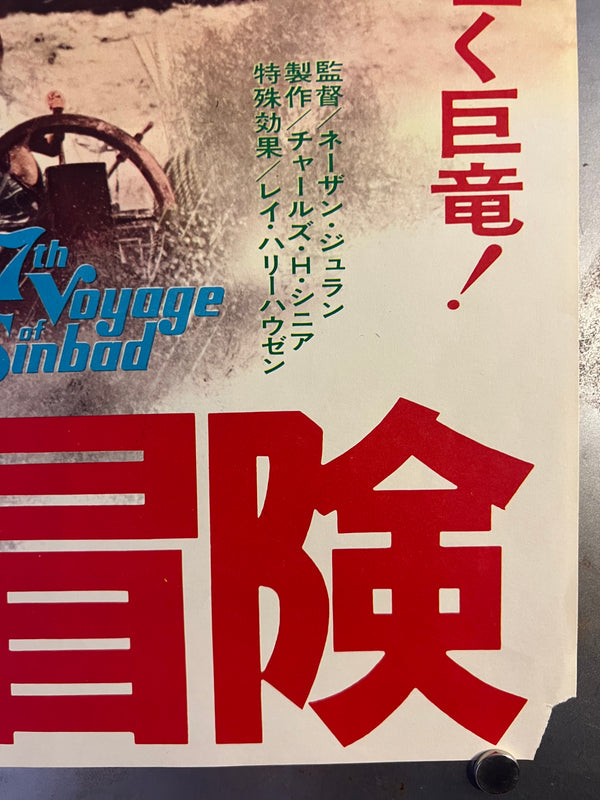 く巨竜!
監督/ネーザン・ジュラン
製作/チャールズ・H・シニア
特殊効果/レイ・ハリーハウゼン
7th
Voyage
of
Sinbad
冒険